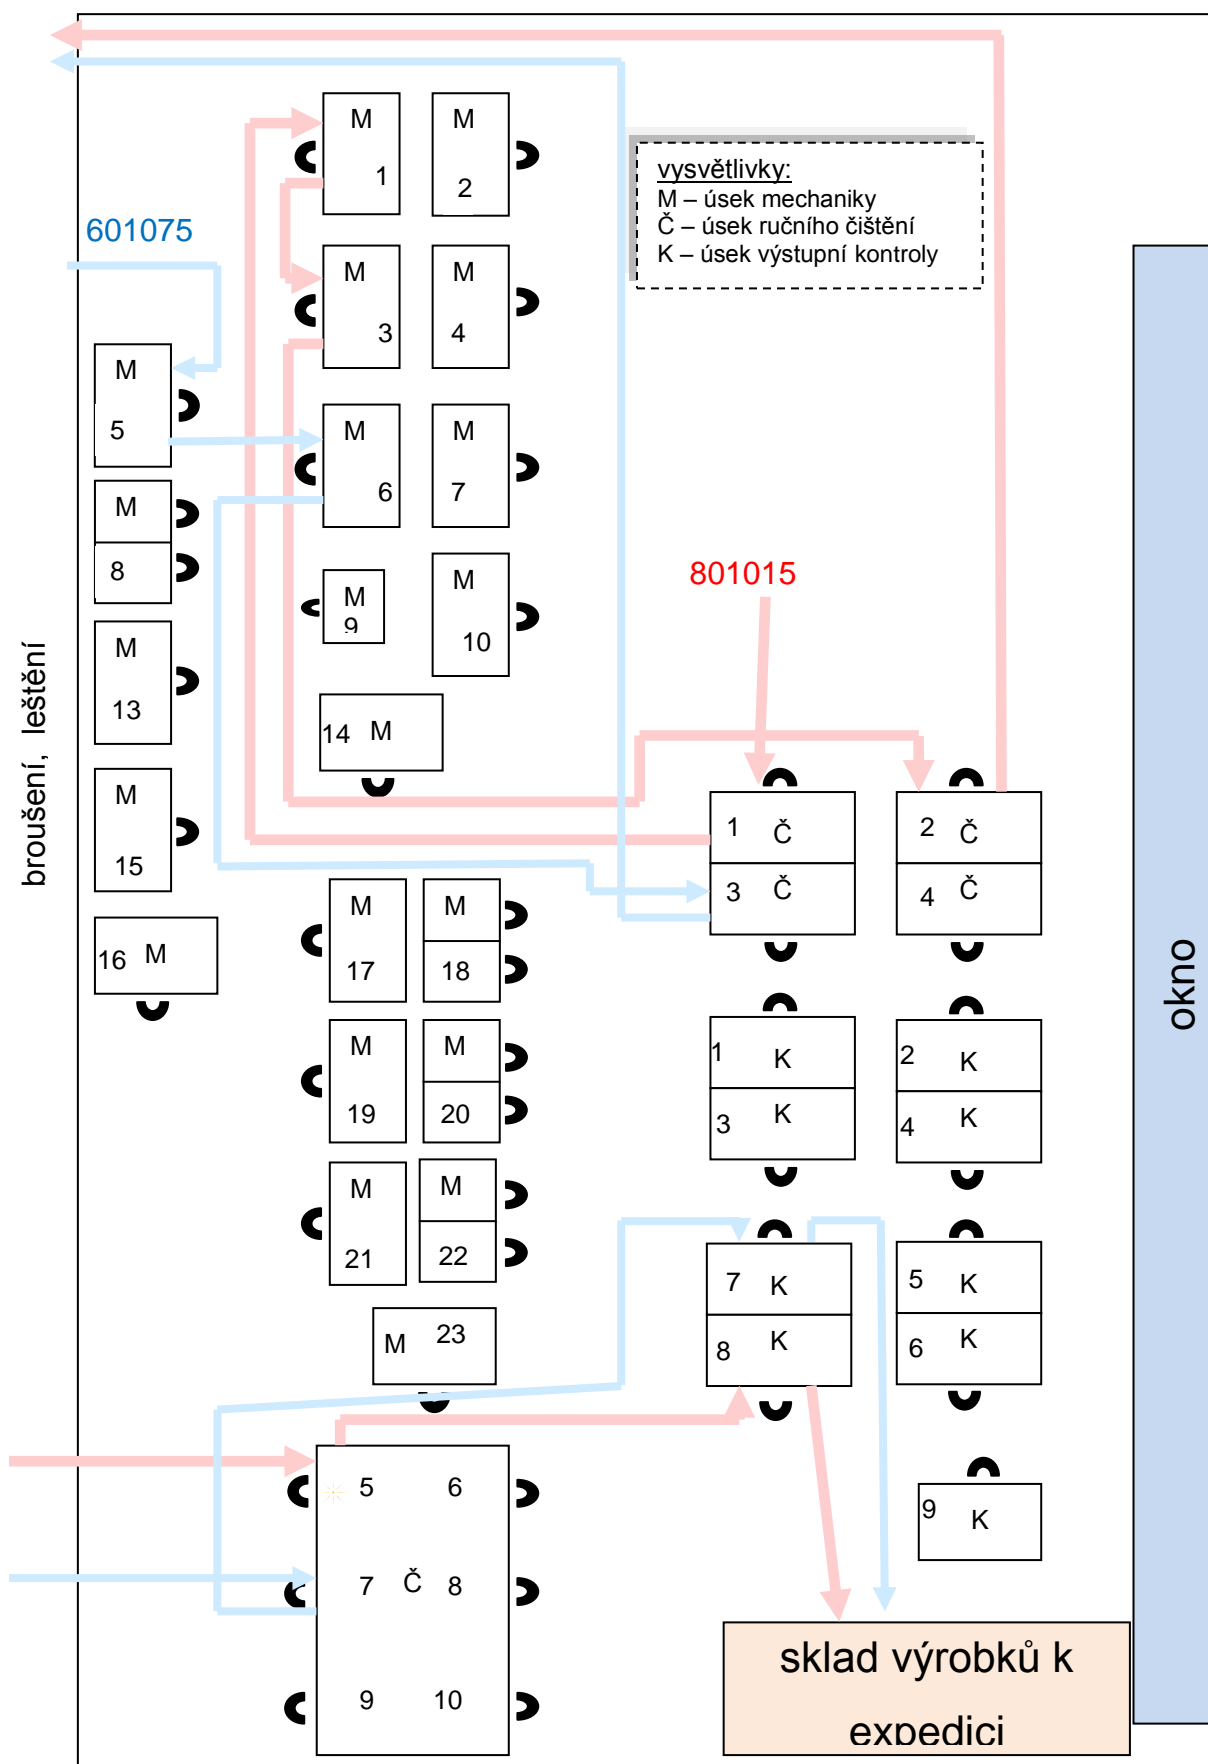 M
1
M
2
vysvětlivky:
M – úsek mechaniky
Č – úsek ručního čištění
K – úsek výstupní kontroly
601075
M
3
M
4
M
5
M
6
M
7
M
8
M
9
M
10
801015
broušení, leštění
M
13
14 M
M
15
1 Č
2 Č
3 Č
4 Č
16 M
M
17
M
18
okno
M
19
M
20
1 K
2 K
3 K
4 K
M
21
M
22
7 K
5 K
8 K
6 K
M 23
5 6
7 Č 8
9 10
9 K
sklad výrobků k
expedici